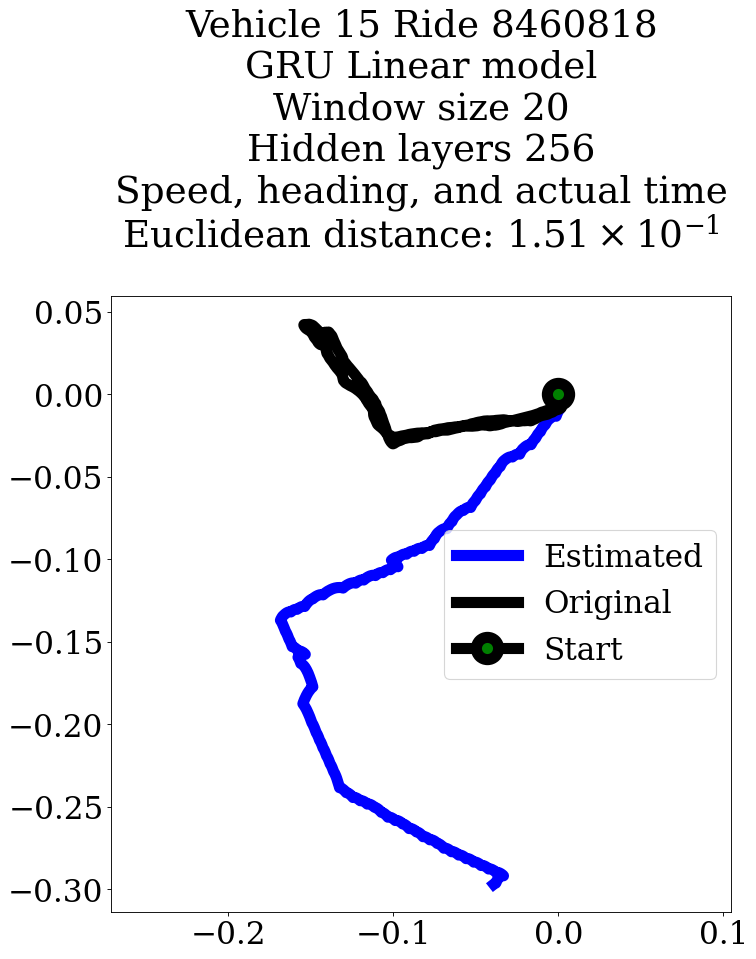 Vehicle 15 Ride 8460818
GRU Linear model
Window size 20
Hidden layers 256
Speed, heading, and actual time
Euclidean distance: 1.51 × 10⁻¹
0.05
0.00
−0.05
−0.10
−0.15
−0.20
−0.25
−0.30
Estimated
Original
Start
−0.2 −0.1 0.0 0.1